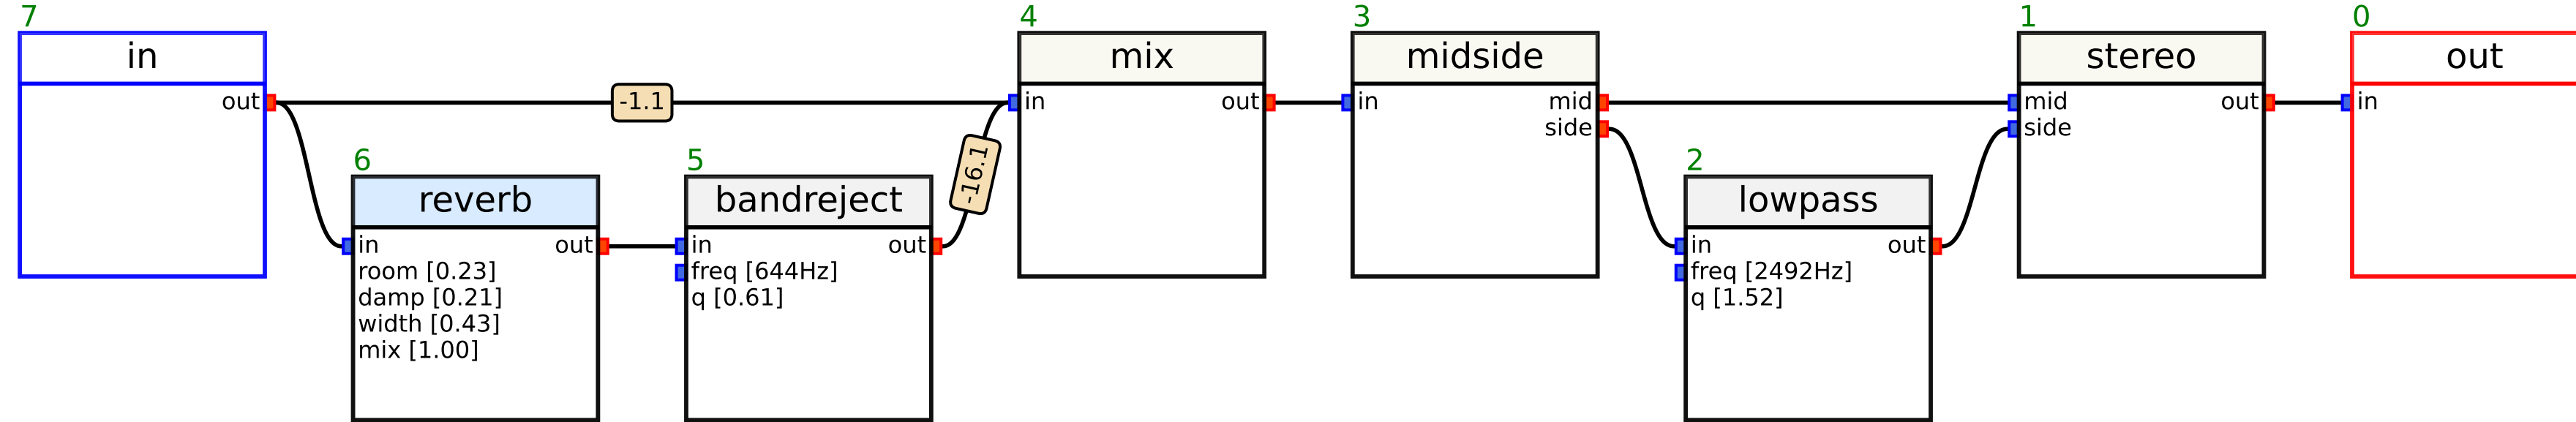 7
in
out
-1.1
6
reverb
in out
room [0.23]
damp [0.21]
width [0.43]
mix [1.00]
5
bandreject
in out
freq [644Hz]
q [0.61]
-16.1
4
mix
in out
3
midside
in mid
side
2
lowpass
in out
freq [2492Hz]
q [1.52]
1
stereo
mid out
side
0
out
in